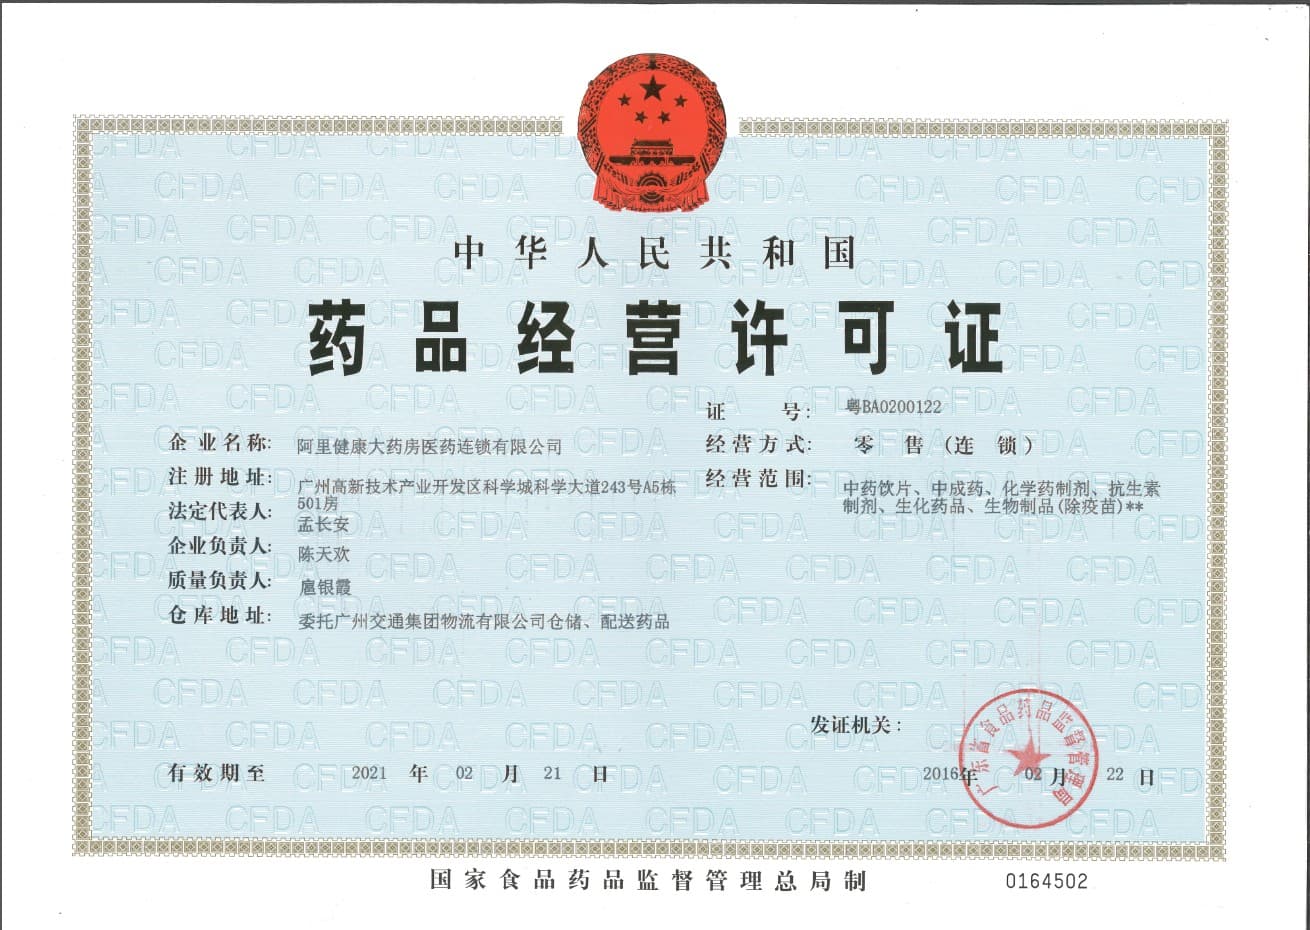 中华人民共和国
药品经营许可证
证 号: 粤BA0200122
企业名称: 阿里健康大药房医药连锁有限公司
经营方式: 零 售 (连 锁)
注册地址: 广州高新技术产业开发区科学城科学大道243号A5栋
501房
经营范围: 中药饮片、中成药、化学药制剂、抗生素
制剂、生化药品、生物制品(除疫苗)**
法定代表人: 孟长安
企业负责人: 陈天欢
质量负责人: 扈银霞
仓库地址: 委托广州交通集团物流有限公司仓储、配送药品
发证机关:
广东省食品药品监督管理局
有效期至 2021 年 02 月 21 日
2016年 02 月 22 日
国家食品药品监督管理总局制
0164502
CFDA